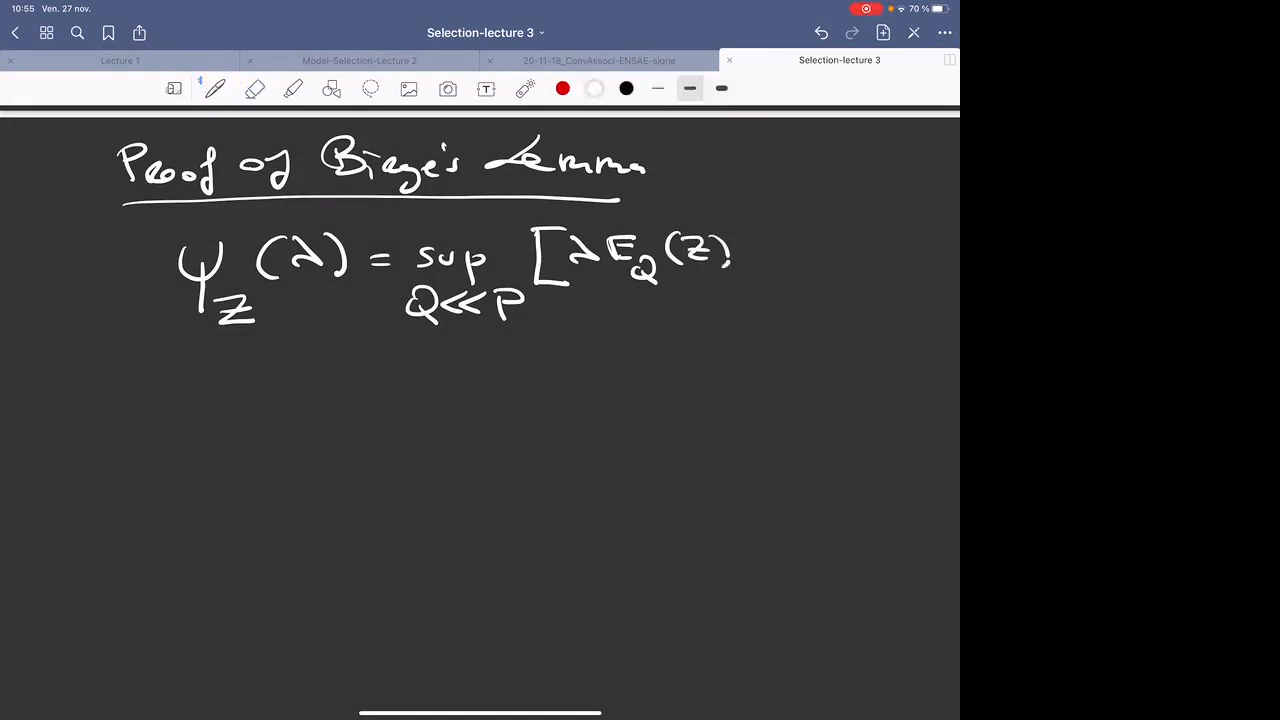 10:55 Ven. 27 nov.
70 %
Selection-lecture 3
Lecture 1
Model-Selection-Lecture 2
20-11-18_ConvAssoci-ENSAE-signe
Selection-lecture 3
Proof of Birgé's Lemma
ψ_Z (λ) = sup [λE_Q(Z)
Q<<P